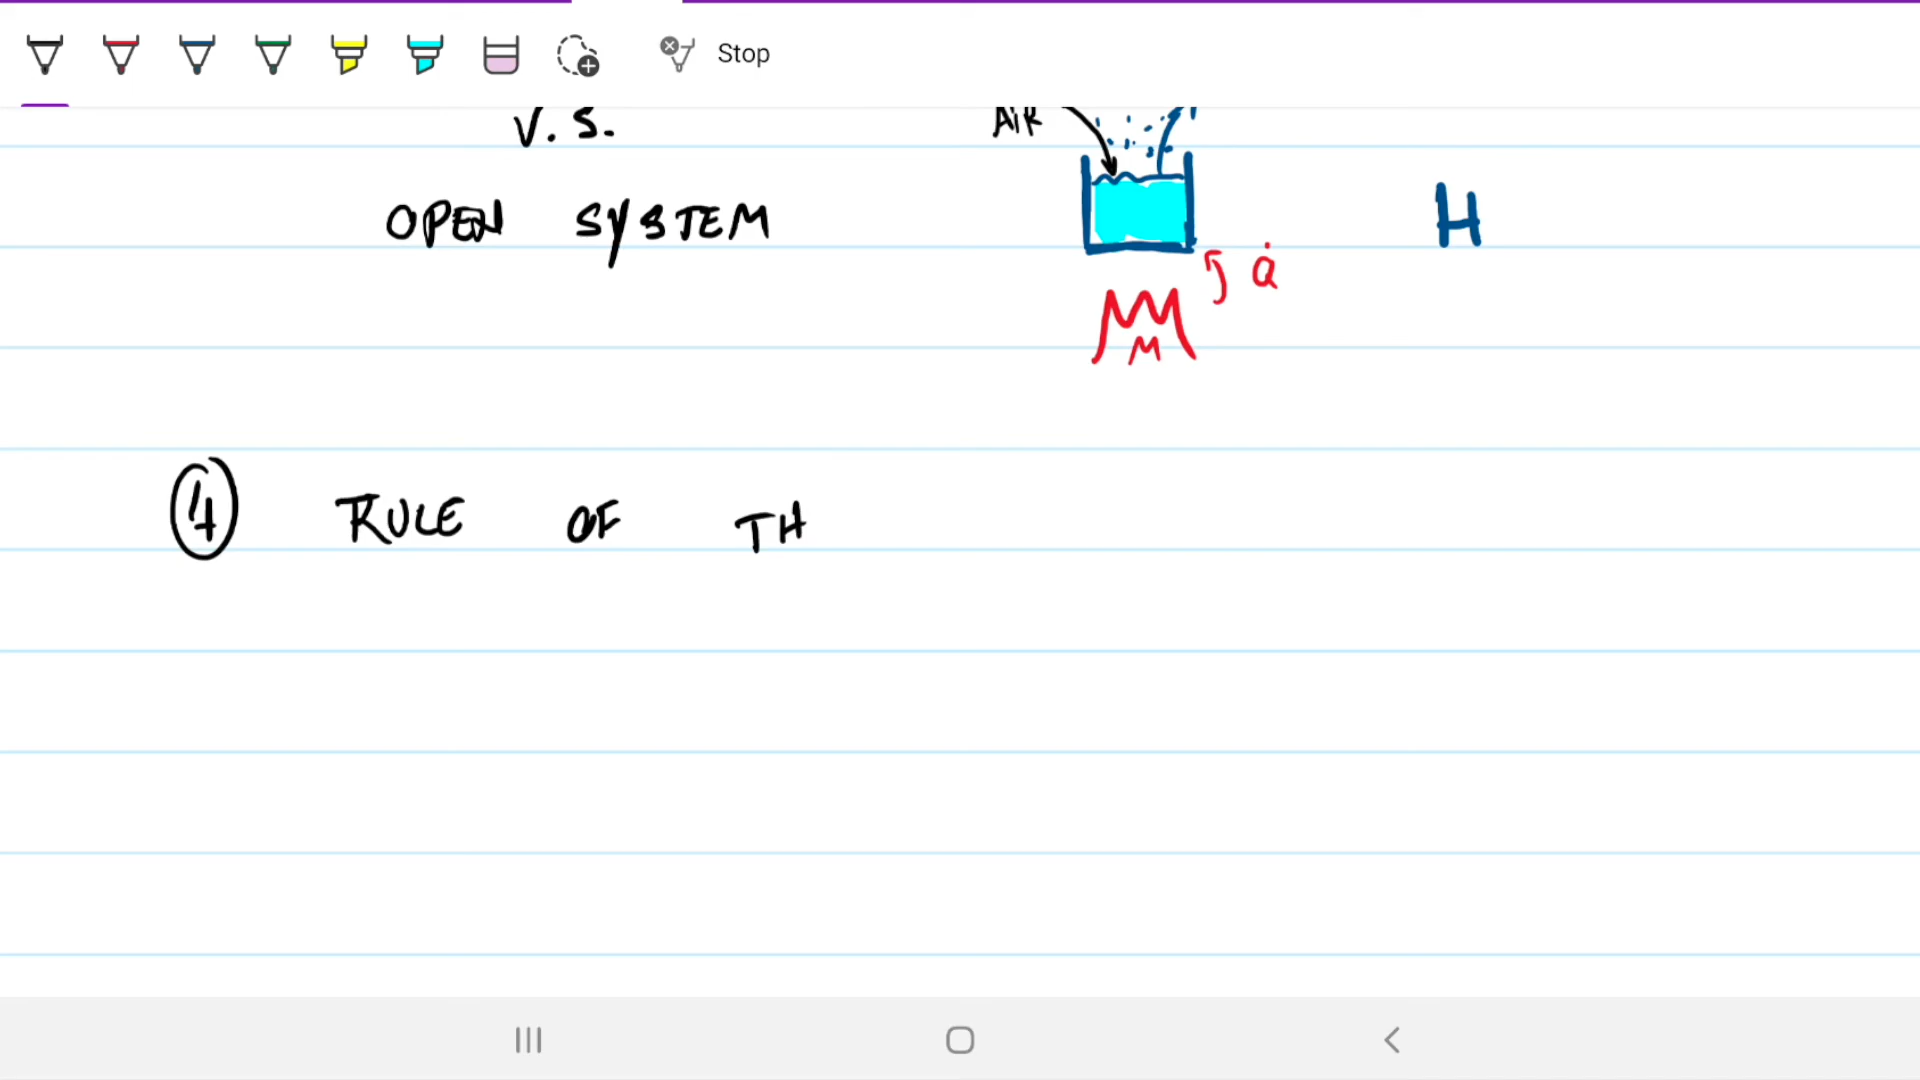 Stop
V.S.
AIR
OPEN SYSTEM
H
Q̇
4 RULE OF TH